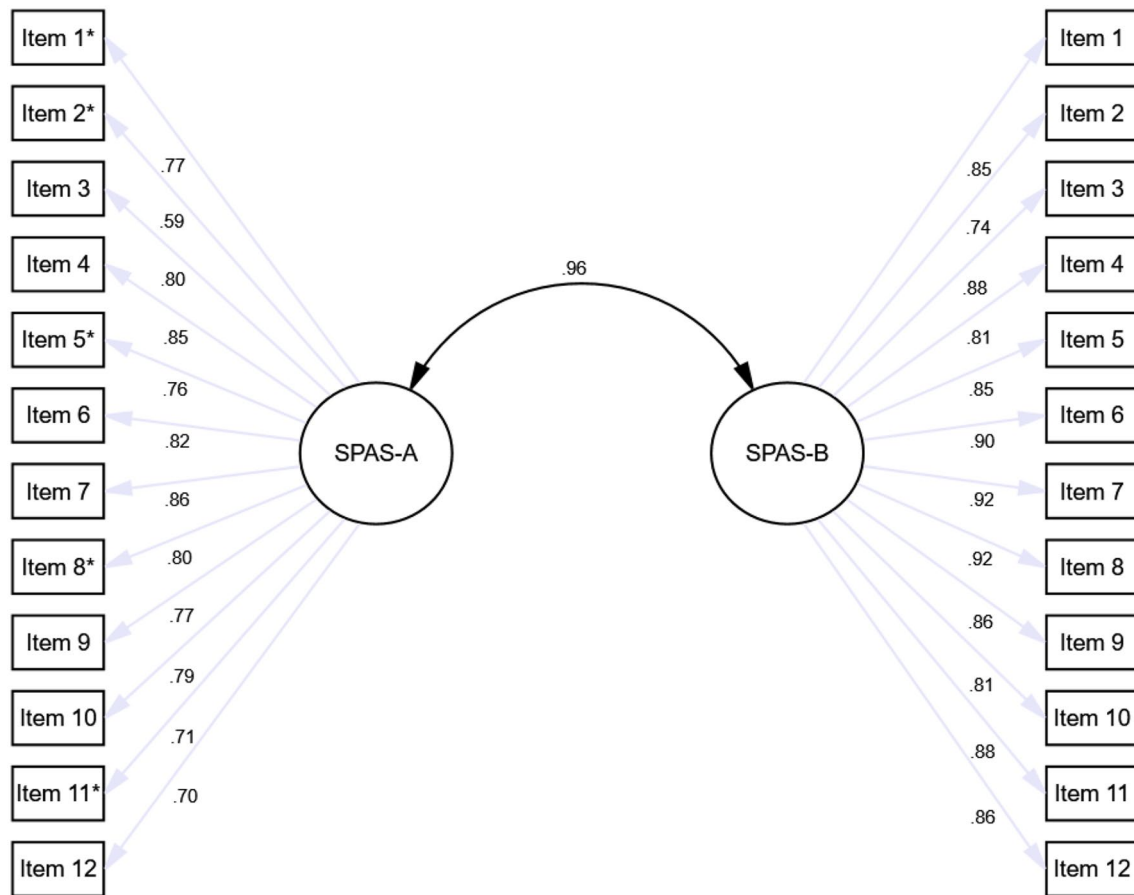 Item 1*
Item 2*
Item 3
Item 4
Item 5*
Item 6
Item 7
Item 8*
Item 9
Item 10
Item 11*
Item 12
.77
.59
.80
.85
.76
.82
.86
.80
.77
.79
.71
.70
SPAS-A
.96
SPAS-B
.85
.74
.88
.81
.85
.90
.92
.92
.86
.81
.88
.86
Item 1
Item 2
Item 3
Item 4
Item 5
Item 6
Item 7
Item 8
Item 9
Item 10
Item 11
Item 12